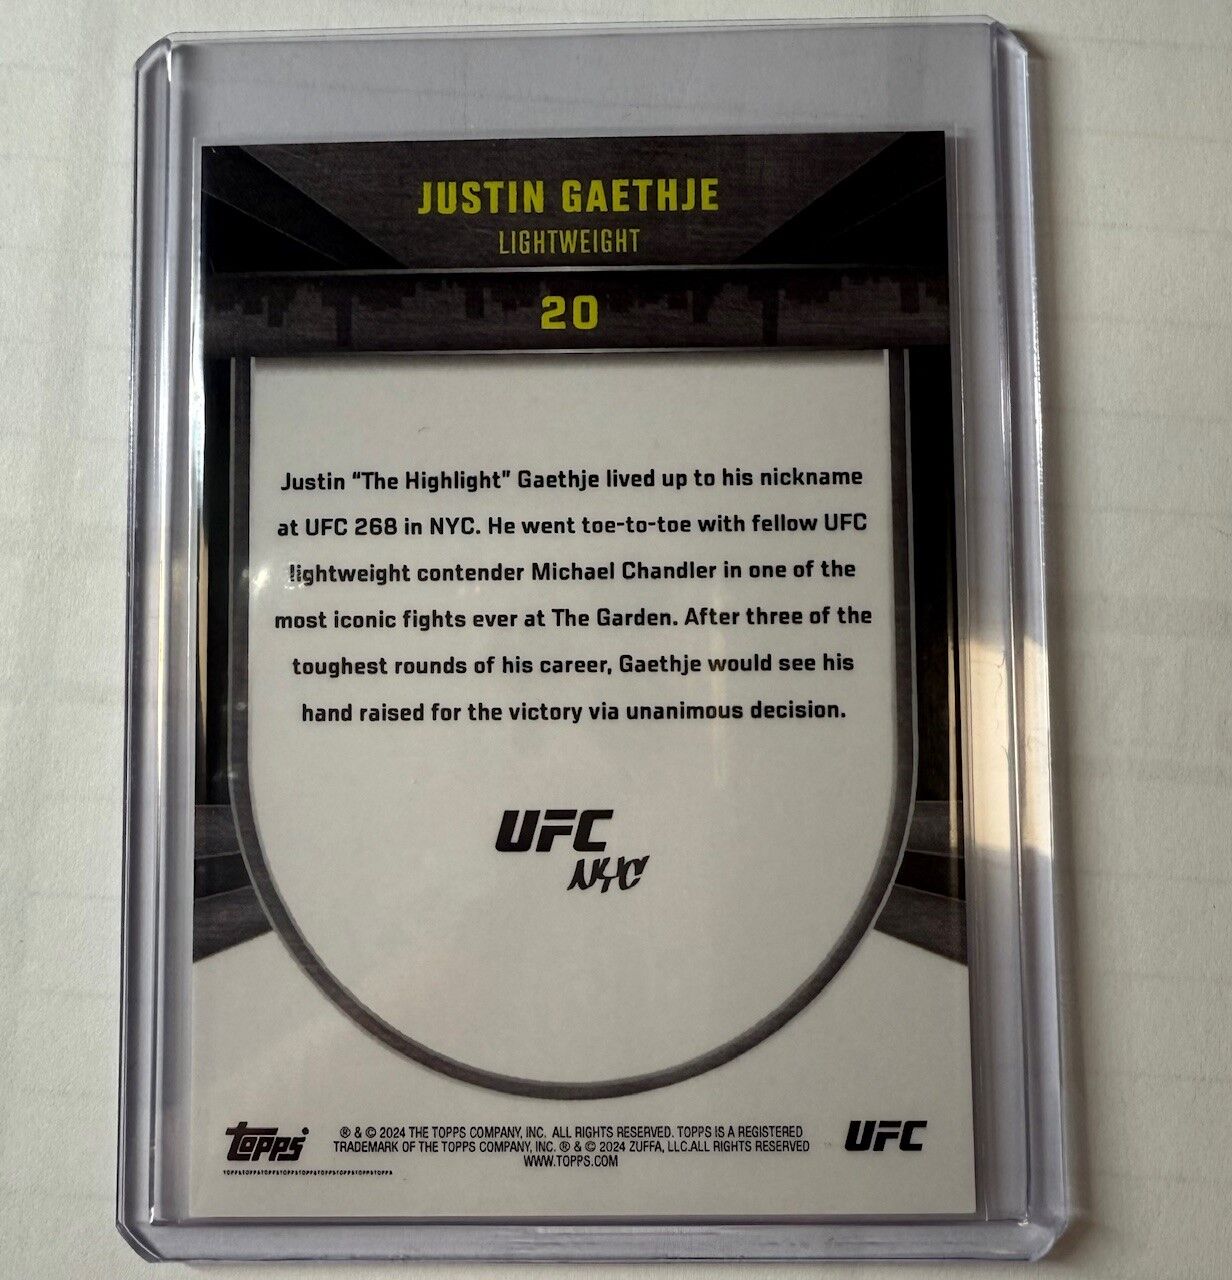 JUSTIN GAETHJE
LIGHTWEIGHT
20
Justin “The Highlight” Gaethje lived up to his nickname
at UFC 268 in NYC. He went toe-to-toe with fellow UFC
lightweight contender Michael Chandler in one of the
most iconic fights ever at The Garden. After three of the
toughest rounds of his career, Gaethje would see his
hand raised for the victory via unanimous decision.
UFC
NYC
topps
® & © 2024 THE TOPPS COMPANY, INC. ALL RIGHTS RESERVED. TOPPS IS A REGISTERED
TRADEMARK OF THE TOPPS COMPANY, INC. ® & © 2024 ZUFFA, LLC.ALL RIGHTS RESERVED
WWW.TOPPS.COM
UFC